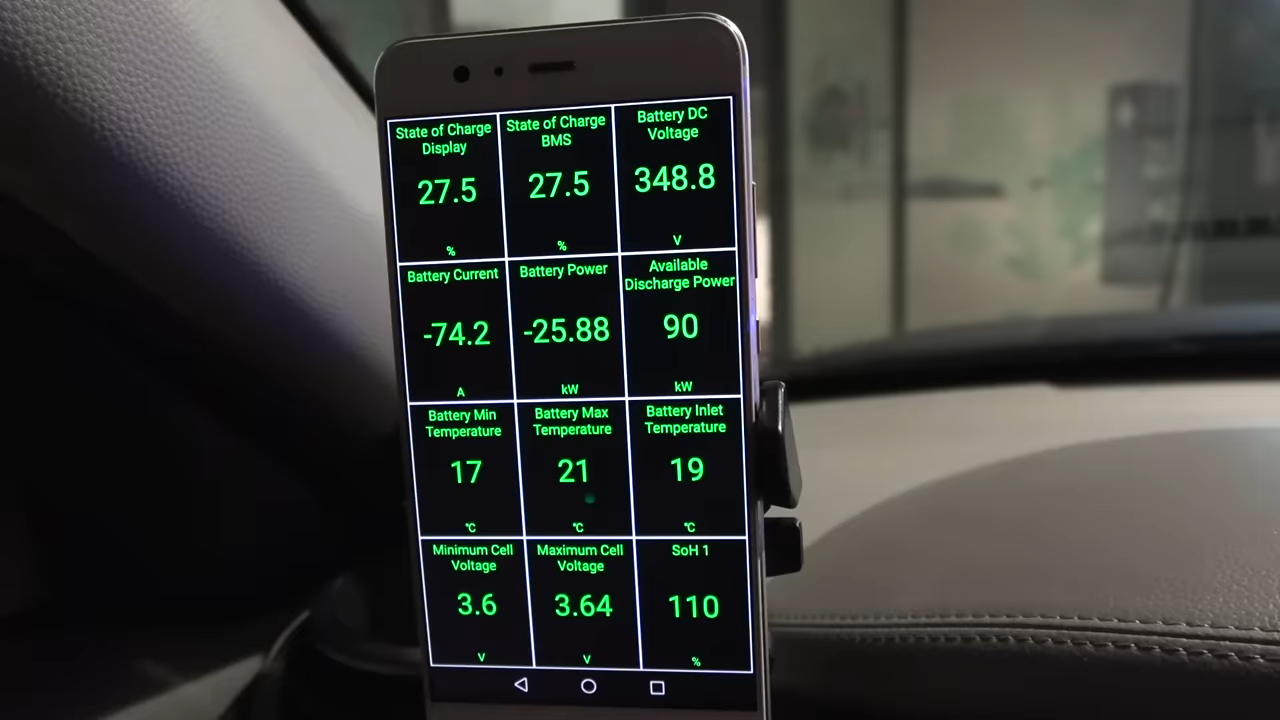 State of Charge
Display
27.5
%
State of Charge
BMS
27.5
%
Battery DC
Voltage
348.8
V
Battery Current
-74.2
A
Battery Power
-25.88
kW
Available
Discharge Power
90
kW
Battery Min
Temperature
17
°C
Battery Max
Temperature
21
°C
Battery Inlet
Temperature
19
°C
Minimum Cell
Voltage
3.6
V
Maximum Cell
Voltage
3.64
V
SoH 1
110
%